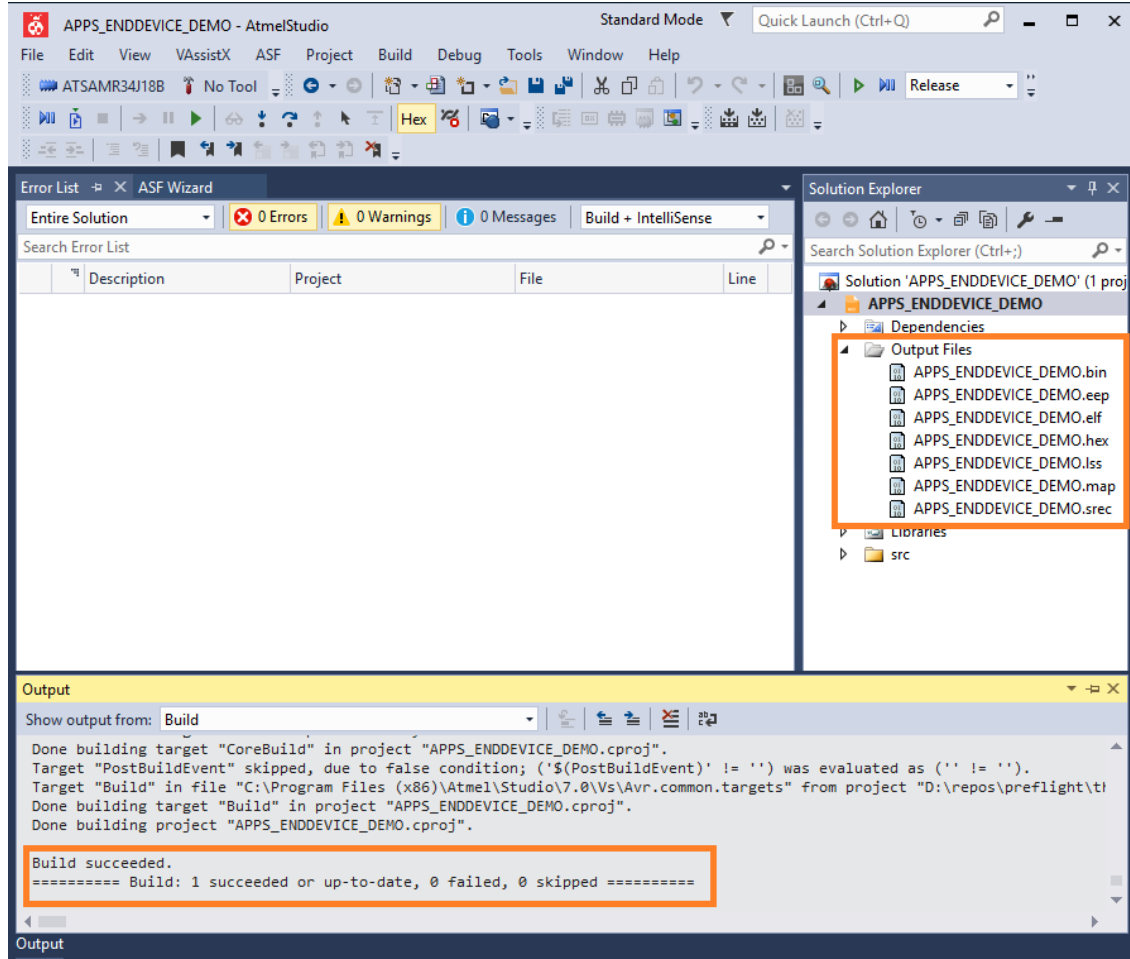 APPS_ENDDEVICE_DEMO - AtmelStudio
Standard Mode
Quick Launch (Ctrl+Q)
File Edit View VAssistX ASF Project Build Debug Tools Window Help
ATSAMR34J18B No Tool Release
Hex
Error List ASF Wizard
Entire Solution 0 Errors 0 Warnings 0 Messages Build + IntelliSense
Search Error List
Description Project File Line
Solution Explorer
Search Solution Explorer (Ctrl+;)
Solution 'APPS_ENDDEVICE_DEMO' (1 proj
APPS_ENDDEVICE_DEMO
Dependencies
Output Files
APPS_ENDDEVICE_DEMO.bin
APPS_ENDDEVICE_DEMO.eep
APPS_ENDDEVICE_DEMO.elf
APPS_ENDDEVICE_DEMO.hex
APPS_ENDDEVICE_DEMO.lss
APPS_ENDDEVICE_DEMO.map
APPS_ENDDEVICE_DEMO.srec
Libraries
src
Output
Show output from: Build
Done building target "CoreBuild" in project "APPS_ENDDEVICE_DEMO.cproj".
Target "PostBuildEvent" skipped, due to false condition; ('$(PostBuildEvent)' != '') was evaluated as ('' != '').
Target "Build" in file "C:\Program Files (x86)\Atmel\Studio\7.0\Vs\Avr.common.targets" from project "D:\repos\preflight\th
Done building target "Build" in project "APPS_ENDDEVICE_DEMO.cproj".
Done building project "APPS_ENDDEVICE_DEMO.cproj".
Build succeeded.
========== Build: 1 succeeded or up-to-date, 0 failed, 0 skipped ==========
Output